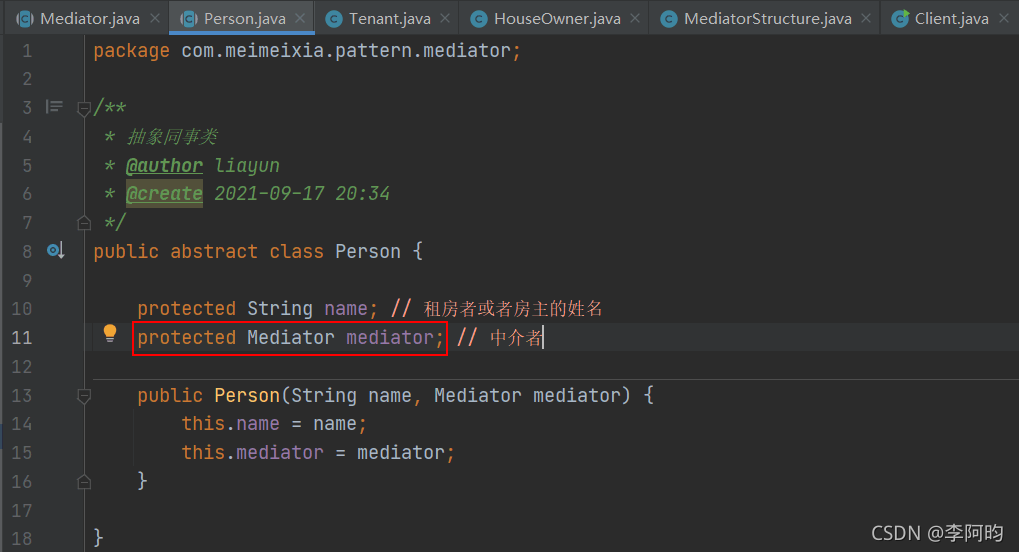 Mediator.java Person.java Tenant.java HouseOwner.java MediatorStructure.java Client.java
1 package com.meimeixia.pattern.mediator;
2
3 /**
4 * 抽象同事类
5 * @author liayun
6 * @create 2021-09-17 20:34
7 */
8 public abstract class Person {
9
10 protected String name; // 租房者或者房主的姓名
11 protected Mediator mediator; // 中介者
12
13 public Person(String name, Mediator mediator) {
14 this.name = name;
15 this.mediator = mediator;
16 }
17
18 }
CSDN @李阿昀